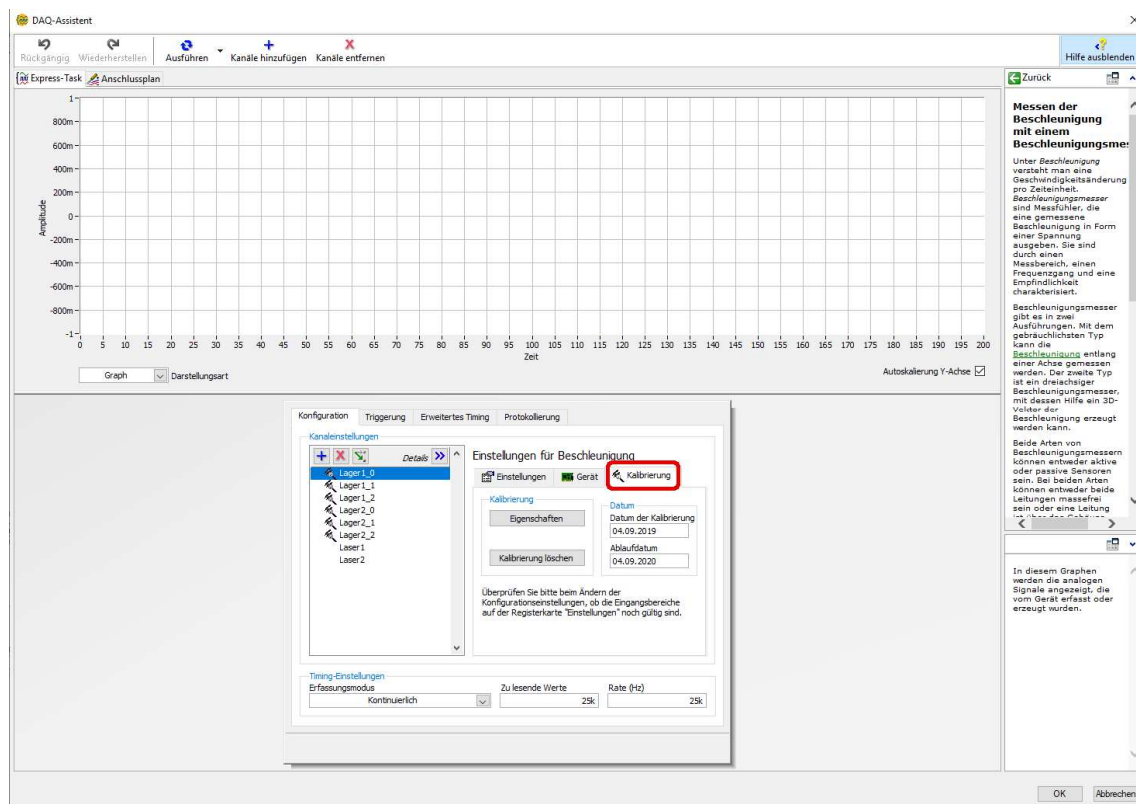 DAQ-Assistent
Rückgängig Wiederherstellen Ausführen Kanäle hinzufügen Kanäle entfernen Hilfe ausblenden
Express-Task Anschlussplan
1
800m
600m
400m
200m
0
-200m
-400m
-600m
-800m
-1
Amplitude
0 5 10 15 20 25 30 35 40 45 50 55 60 65 70 75 80 85 90 95 100 105 110 115 120 125 130 135 140 145 150 155 160 165 170 175 180 185 190 195 200
Zeit
Graph Darstellungsart Autoskalierung Y-Achse
Konfiguration Triggerung Erweitertes Timing Protokollierung
Kanaleinstellungen
Details
Lager1_0
Lager1_1
Lager1_2
Lager2_0
Lager2_1
Lager2_2
Laser1
Laser2
Einstellungen für Beschleunigung
Einstellungen Gerät Kalibrierung
Kalibrierung
Eigenschaften
Kalibrierung löschen
Datum
Datum der Kalibrierung
04.09.2019
Ablaufdatum
04.09.2020
Überprüfen Sie bitte beim Ändern der
Konfigurationseinstellungen, ob die Eingangsbereiche
auf der Registerkarte "Einstellungen" noch gültig sind.
Timing-Einstellungen
Erfassungsmodus Zu lesende Werte Rate (Hz)
Kontinuierlich 25k 25k
Zurück
Messen der
Beschleunigung
mit einem
Beschleunigungsme
Unter Beschleunigung
versteht man eine
Geschwindigkeitsänderung
pro Zeiteinheit.
Beschleunigungsmesser
sind Messfühler, die
eine gemessene
Beschleunigung in Form
einer Spannung
ausgeben. Sie sind
durch einen
Messbereich, einen
Frequenzgang und eine
Empfindlichkeit
charakterisiert.
Beschleunigungsmesser
gibt es in zwei
Ausführungen. Mit dem
gebräuchlichsten Typ
kann die
Beschleunigung entlang
einer Achse gemessen
werden. Der zweite Typ
ist ein dreiachsiger
Beschleunigungsmesser,
mit dessen Hilfe ein 3D-
Vektor der
Beschleunigung erzeugt
werden kann.
Beide Arten von
Beschleunigungsmessern
können entweder aktive
oder passive Sensoren
sein. Bei beiden Arten
können entweder beide
Leitungen massefrei
sein oder eine Leitung
ist über das Gehäuse
In diesem Graphen
werden die analogen
Signale angezeigt, die
vom Gerät erfasst oder
erzeugt wurden.
OK Abbrechen